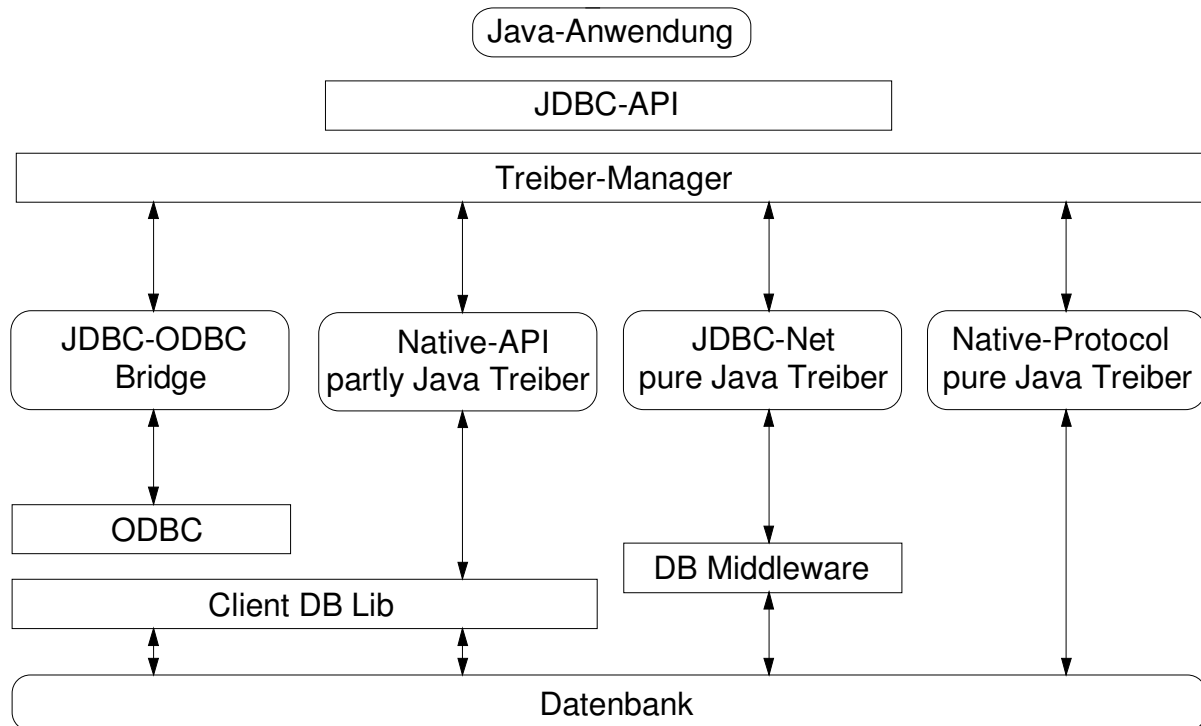 Java-Anwendung
JDBC-API
Treiber-Manager
JDBC-ODBC
Bridge
Native-API
partly Java Treiber
JDBC-Net
pure Java Treiber
Native-Protocol
pure Java Treiber
ODBC
DB Middleware
Client DB Lib
Datenbank